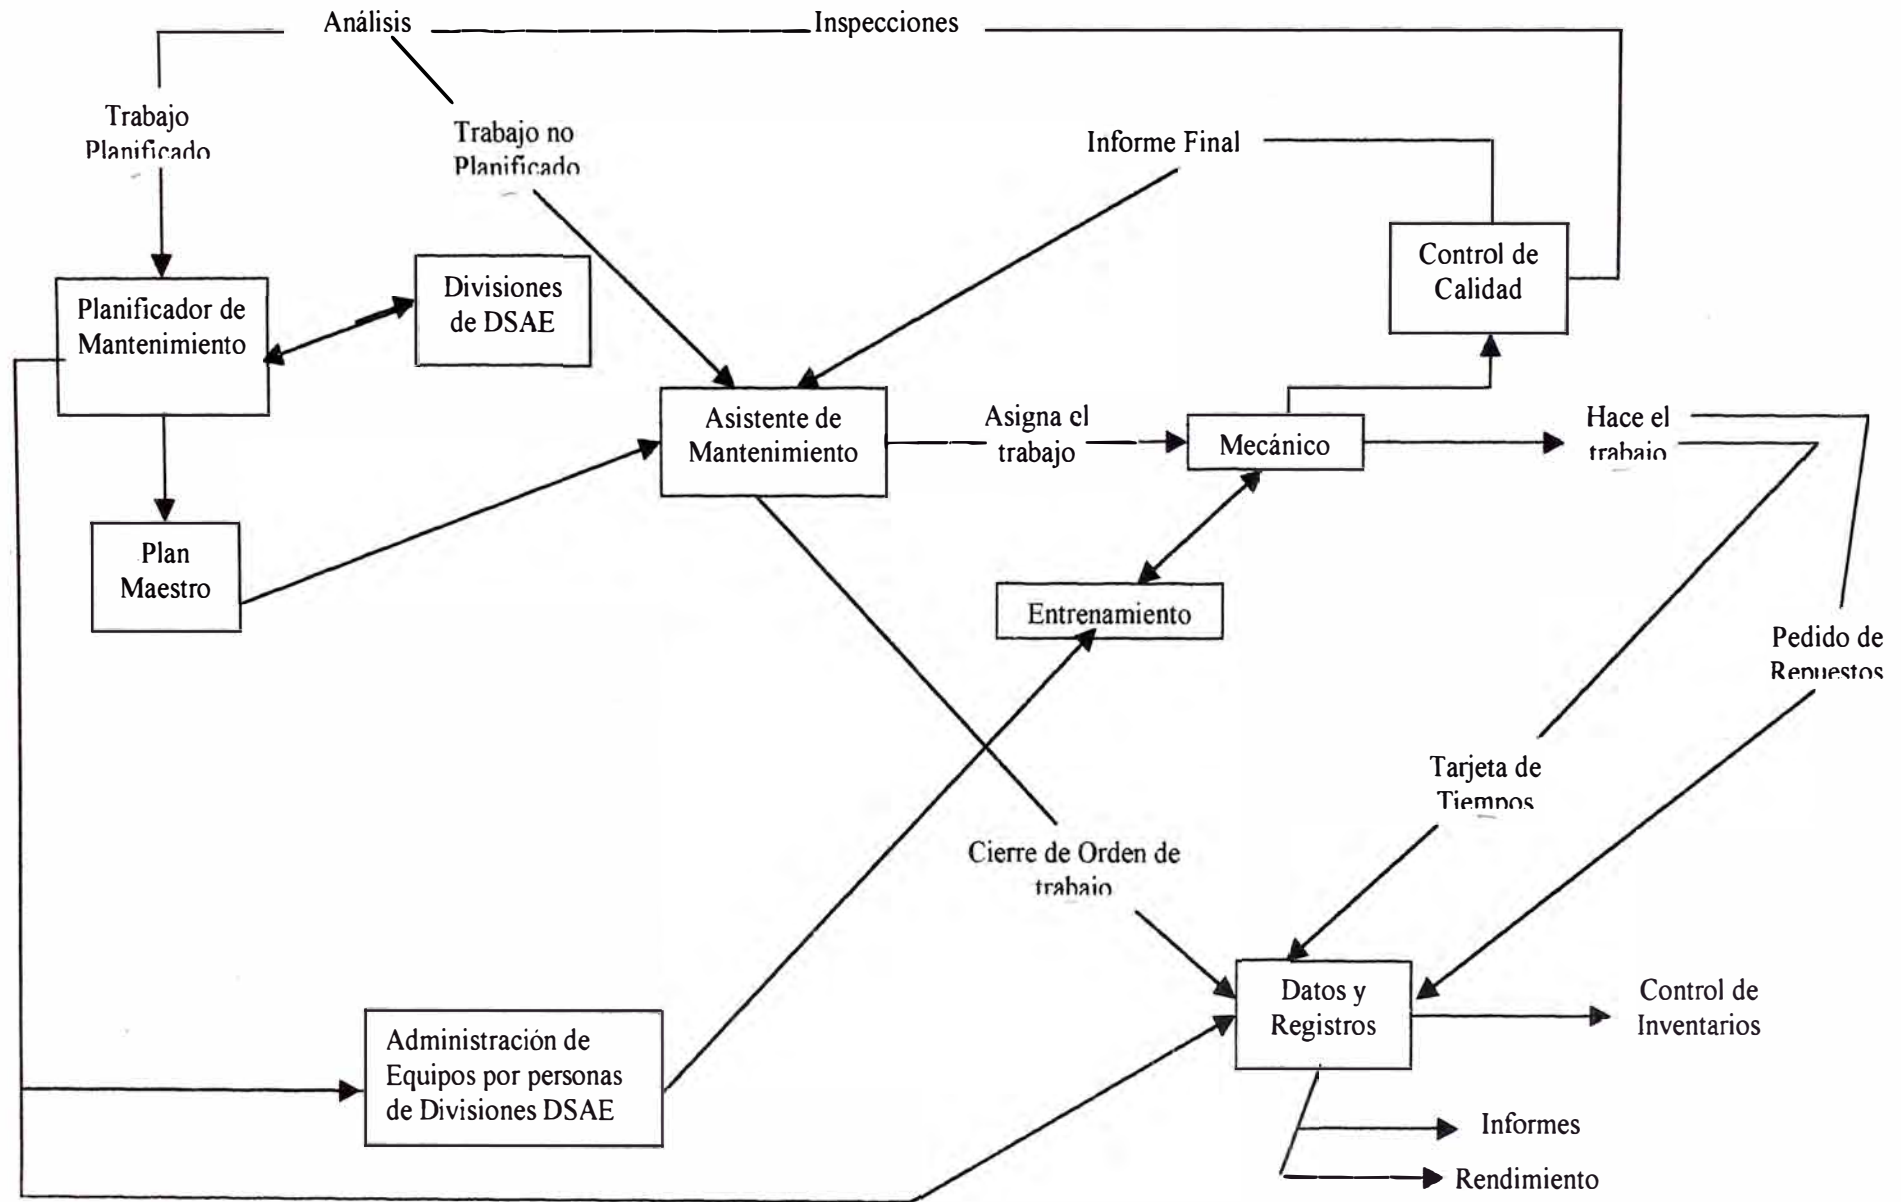 Análisis
Inspecciones
Trabajo
Planificado
Trabajo no
Planificado
Informe Final
Control de
Calidad
Divisiones
de DSAE
Planificador de
Mantenimiento
Asistente de
Mantenimiento
Asigna el
trabajo
Mecánico
Hace el
trabajo
Plan
Maestro
Entrenamiento
Pedido de
Repuestos
Tarjeta de
Tiempos
Cierre de Orden de
trabajo
Datos y
Registros
Control de
Inventarios
Administración de
Equipos por personas
de Divisiones DSAE
Informes
Rendimiento